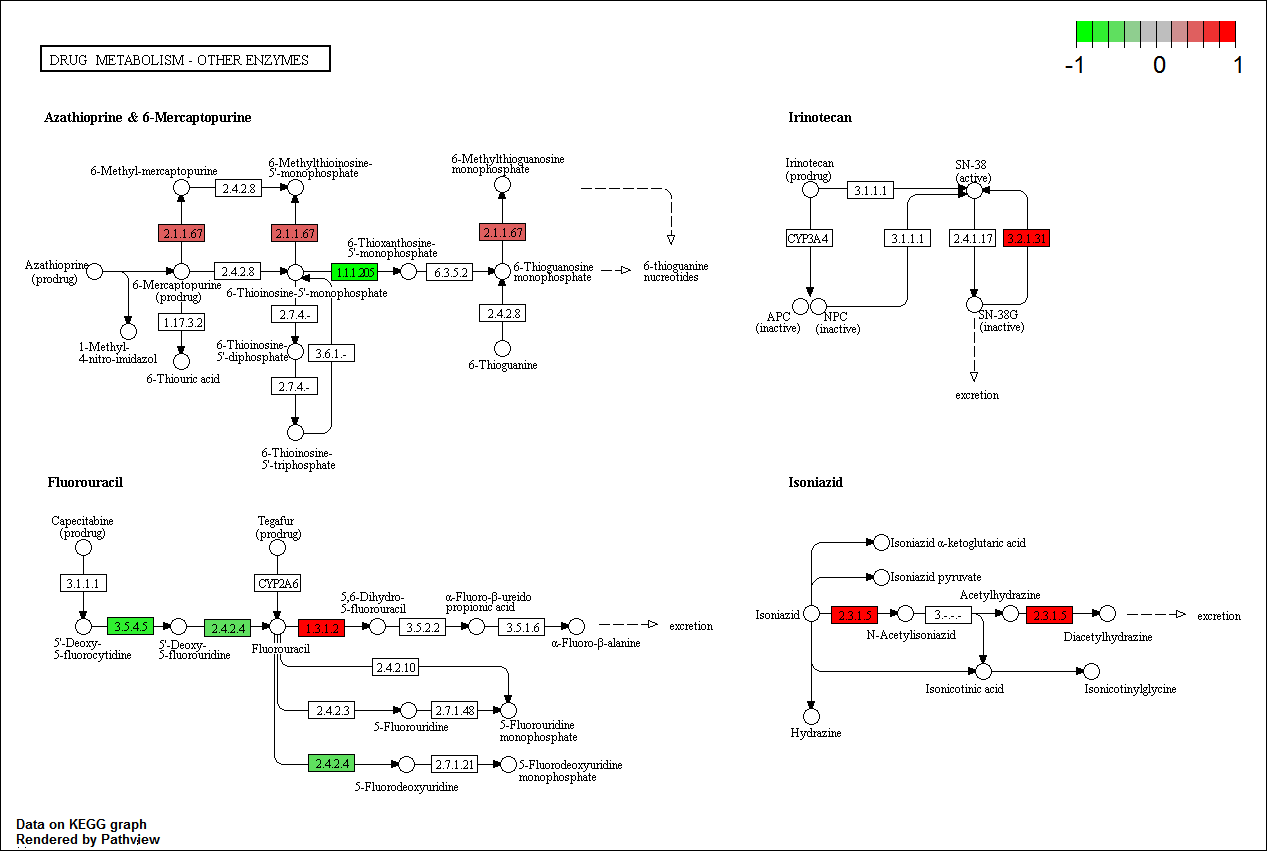 DRUG METABOLISM - OTHER ENZYMES
-1
0
1
Azathioprine & 6-Mercaptopurine
6-Methyl-mercaptopurine
2.4.2.8
6-Methylthioinosine-
5'-monophosphate
6-Methylthioguanosine
monophosphate
2.1.1.67
2.1.1.67
2.1.1.67
6-Thioxanthosine-
5'-monophosphate
Azathioprine
(prodrug)
6-Mercaptopurine
(prodrug)
2.4.2.8
6-Thioinosine-5'-monophosphate
1.1.1.205
6.3.5.2
6-Thioguanosine
monophosphate
6-thioguanine
nucreotides
1-Methyl-
4-nitro-imidazol
1.17.3.2
6-Thiouric acid
2.7.4.-
6-Thioinosine-
5'-diphosphate
3.6.1.-
2.7.4.-
6-Thioinosine-
5'-triphosphate
2.4.2.8
6-Thioguanine
Irinotecan
Irinotecan
(prodrug)
3.1.1.1
SN-38
(active)
CYP3A4
3.1.1.1
2.4.1.17
3.2.1.31
APC
(inactive)
NPC
(inactive)
SN-38G
(inactive)
excretion
Fluorouracil
Capecitabine
(prodrug)
3.1.1.1
Tegafur
(prodrug)
CYP2A6
5'-Deoxy-
5-fluorocytidine
3.5.4.5
5'-Deoxy-
5-fluorouridine
2.4.2.4
Fluorouracil
1.3.1.2
5,6-Dihydro-
5-fluorouracil
3.5.2.2
α-Fluoro-β-ureido
propionic acid
3.5.1.6
α-Fluoro-β-alanine
excretion
2.4.2.10
2.4.2.3
5-Fluorouridine
2.7.1.48
5-Fluorouridine
monophosphate
2.4.2.4
5-Fluorodeoxyuridine
2.7.1.21
5-Fluorodeoxyuridine
monophosphate
Isoniazid
Isoniazid α-ketoglutaric acid
Isoniazid pyruvate
Isoniazid
2.3.1.5
N-Acetylisoniazid
3.-.-.-
Acetylhydrazine
2.3.1.5
Diacetylhydrazine
excretion
Isonicotinic acid
Isonicotinylglycine
Hydrazine
Data on KEGG graph
Rendered by Pathview